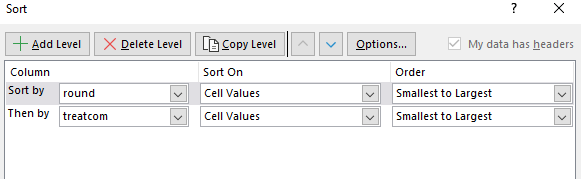 Sort ?
Add Level Delete Level Copy Level Options... My data has headers
Column Sort On Order
Sort by round Cell Values Smallest to Largest
Then by treatcom Cell Values Smallest to Largest